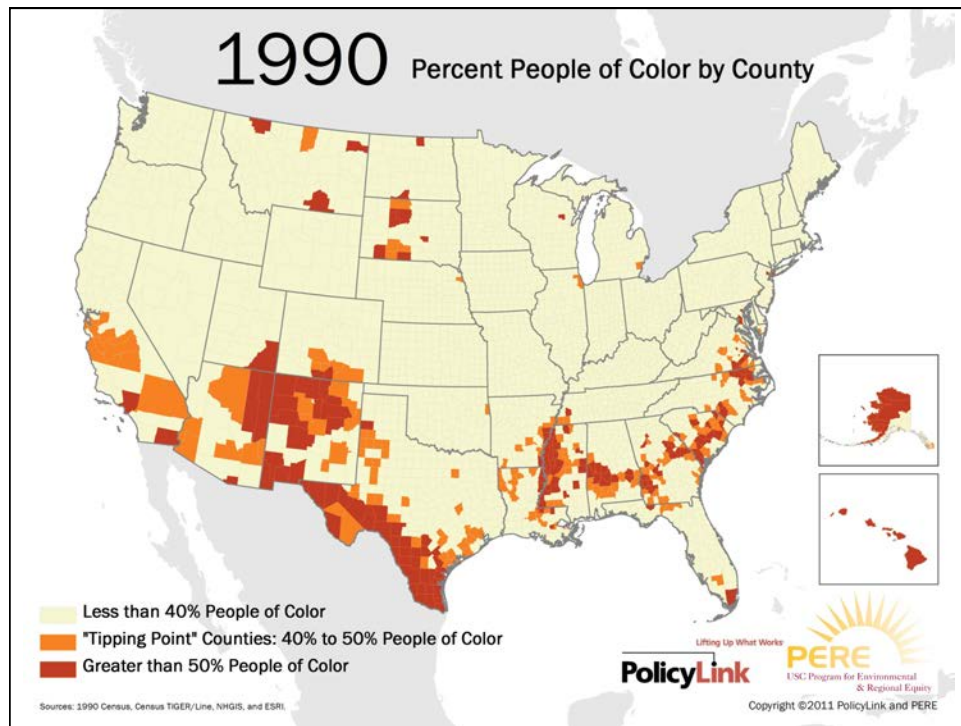 1990 Percent People of Color by County
Less than 40% People of Color
"Tipping Point" Counties: 40% to 50% People of Color
Greater than 50% People of Color
Lifting Up What Works
PolicyLink
PERE
USC Program for Environmental
& Regional Equity
Sources: 1990 Census, Census TIGER/Line, NHGIS, and ESRI.
Copyright ©2011 PolicyLink and PERE